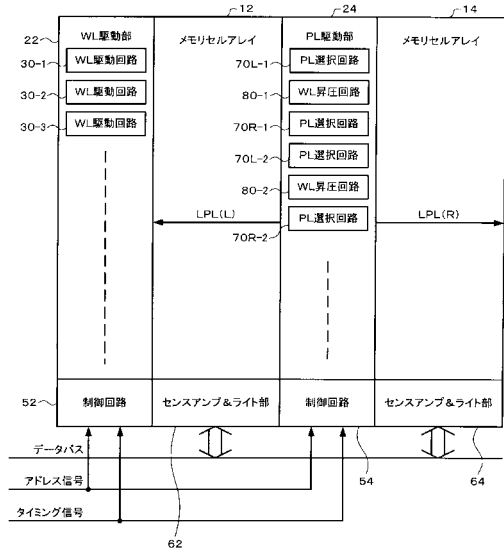 12
24
14
22
WL駆動部
メモリセルアレイ
PL駆動部
メモリセルアレイ
30-1
WL駆動回路
70L-1
PL選択回路
30-2
WL駆動回路
80-1
WL昇圧回路
30-3
WL駆動回路
70R-1
PL選択回路
70L-2
PL選択回路
80-2
WL昇圧回路
LPL(L)
PL選択回路
LPL(R)
70R-2
52
制御回路
センスアンプ&ライト部
制御回路
センスアンプ&ライト部
データバス
54
64
アドレス信号
タイミング信号
62